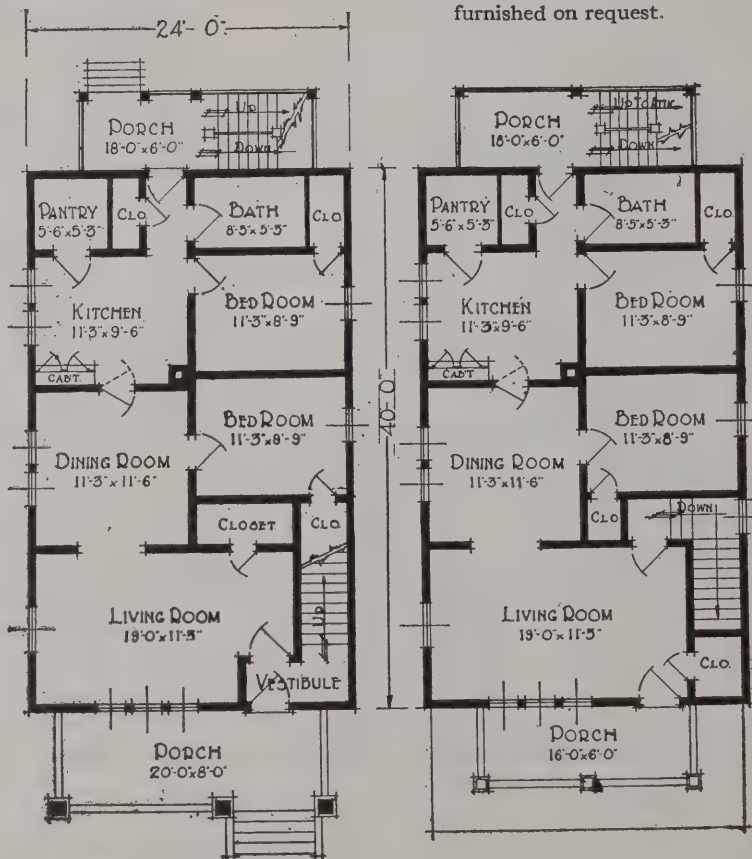 furnished on request.
24'-0"
PORCH
18'-0"x6'-0"
UP
DOWN
PANTRY
5'-6"x5'-3"
CLO.
BATH
8'-5"x5'-3"
CLO.
KITCHEN
11'-3"x9'-6"
BED ROOM
11'-3"x8'-9"
CAB'T.
BED ROOM
11'-3"x8'-9"
DINING ROOM
11'-3"x11'-6"
CLOSET
CLO.
LIVING ROOM
19'-0"x11'-5"
UP
VESTIBULE
PORCH
20'-0"x8'-0"
40'-0"
PORCH
18'-0"x6'-0"
UP TO ATTIC
DOWN
PANTRY
5'-6"x5'-3"
CLO
BATH
8'-5"x5'-3"
CLO.
KITCHEN
11'-3"x9'-6"
BED ROOM
11'-3"x8'-9"
CAB'T
BED ROOM
11'-3"x8'-9"
DINING ROOM
11'-3"x11'-6"
CLO
DOWN
LIVING ROOM
19'-0"x11'-5
CLO.
PORCH
16'-0"x6'-0"